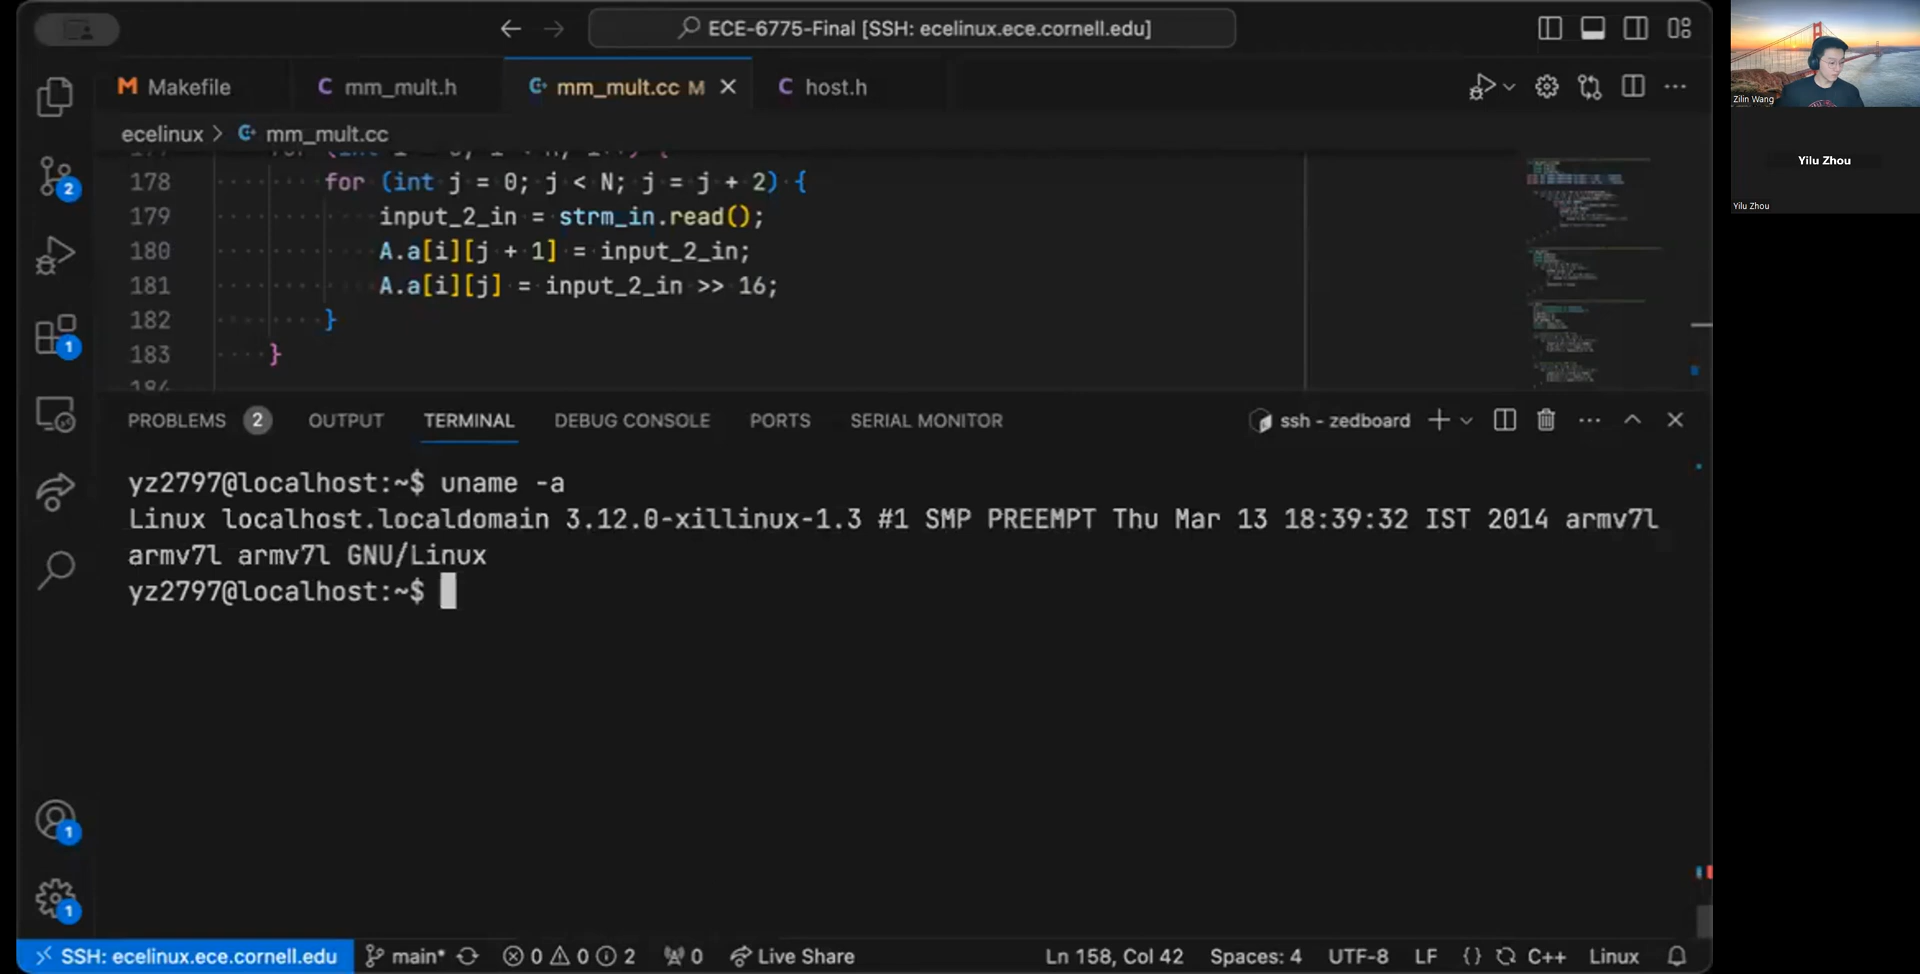 ECE-6775-Final [SSH: ecelinux.ece.cornell.edu]
Makefile
mm_mult.h
mm_mult.cc M
host.h
ecelinux > mm_mult.cc
178 for (int j = 0; j < N; j = j + 2) {
179 input_2_in = strm_in.read();
180 A.a[i][j + 1] = input_2_in;
181 A.a[i][j] = input_2_in >> 16;
182 }
183 }
184
PROBLEMS 2 OUTPUT TERMINAL DEBUG CONSOLE PORTS SERIAL MONITOR
ssh - zedboard
yz2797@localhost:~$ uname -a
Linux localhost.localdomain 3.12.0-xillinux-1.3 #1 SMP PREEMPT Thu Mar 13 18:39:32 IST 2014 armv7l
armv7l armv7l GNU/Linux
yz2797@localhost:~$
2
1
1
1
SSH: ecelinux.ece.cornell.edu main* 0 0 2 0 Live Share
Ln 158, Col 42 Spaces: 4 UTF-8 LF {} C++ Linux
Zilin Wang
Yilu Zhou
Yilu Zhou